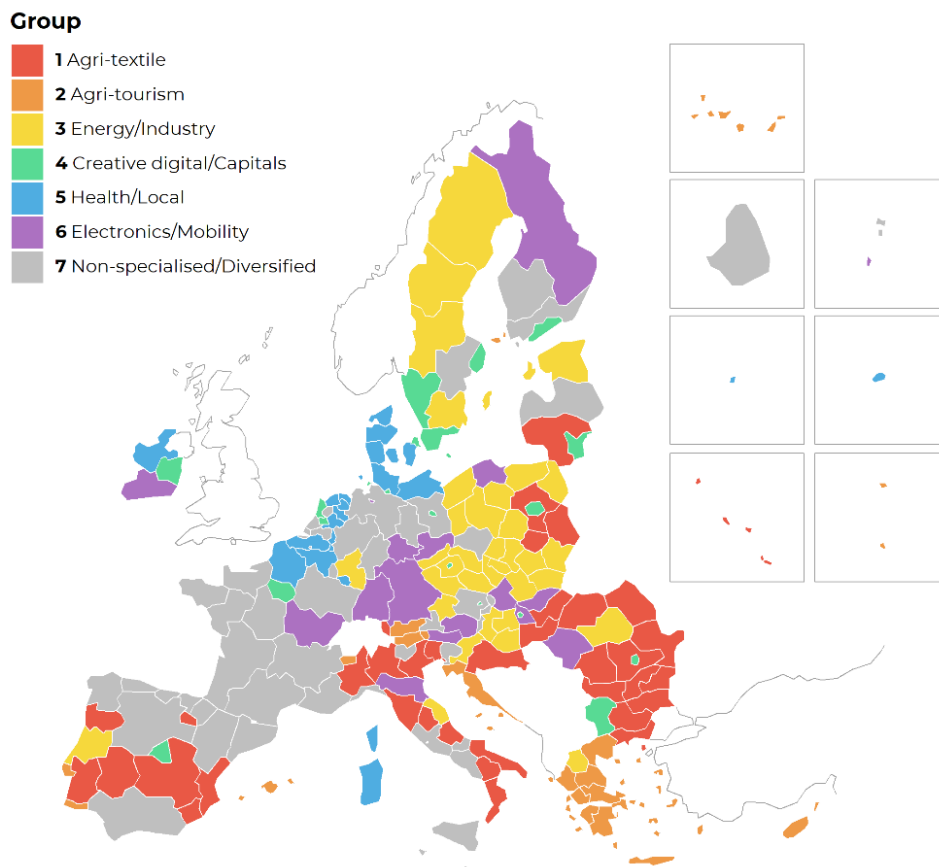 Group
1 Agri-textile
2 Agri-tourism
3 Energy/Industry
4 Creative digital/Capitals
5 Health/Local
6 Electronics/Mobility
7 Non-specialised/Diversified